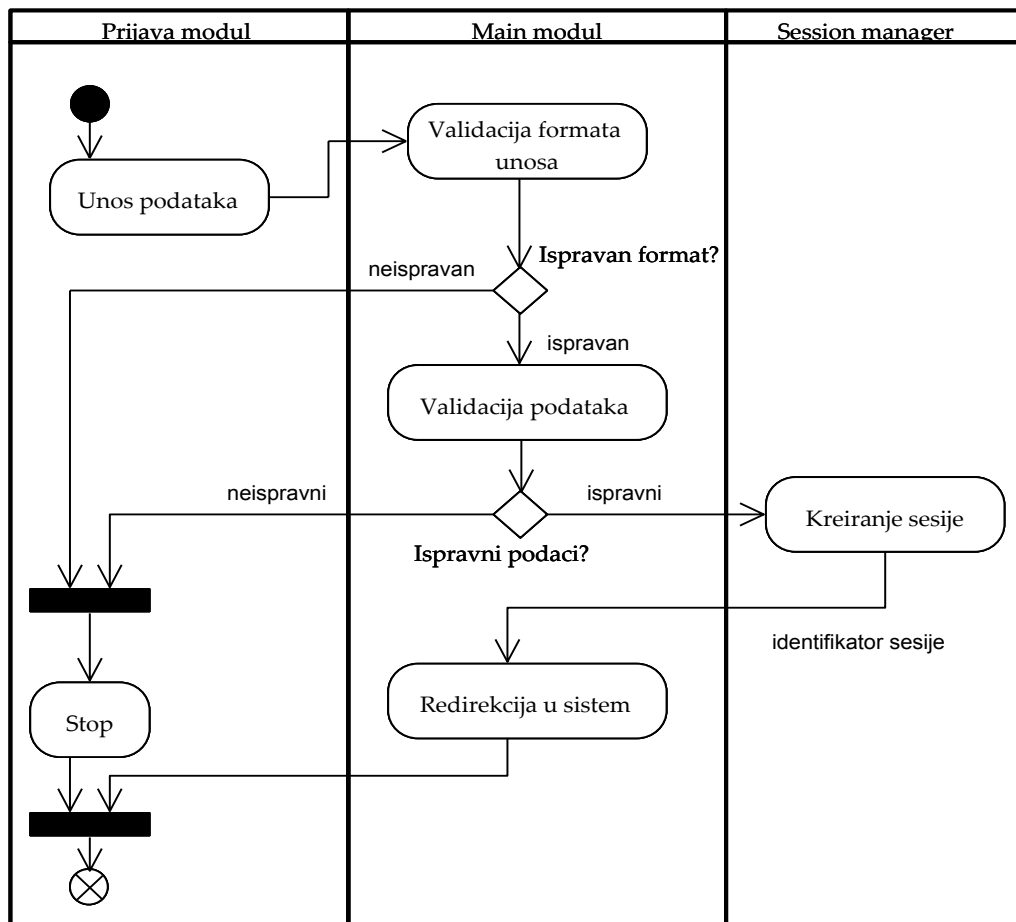 Prijava modul
Main modul
Session manager
Validacija formata
unosa
Unos podataka
Ispravan format?
neispravan
ispravan
Validacija podataka
neispravni
ispravni
Kreiranje sesije
Ispravni podaci?
identifikator sesije
Redirekcija u sistem
Stop